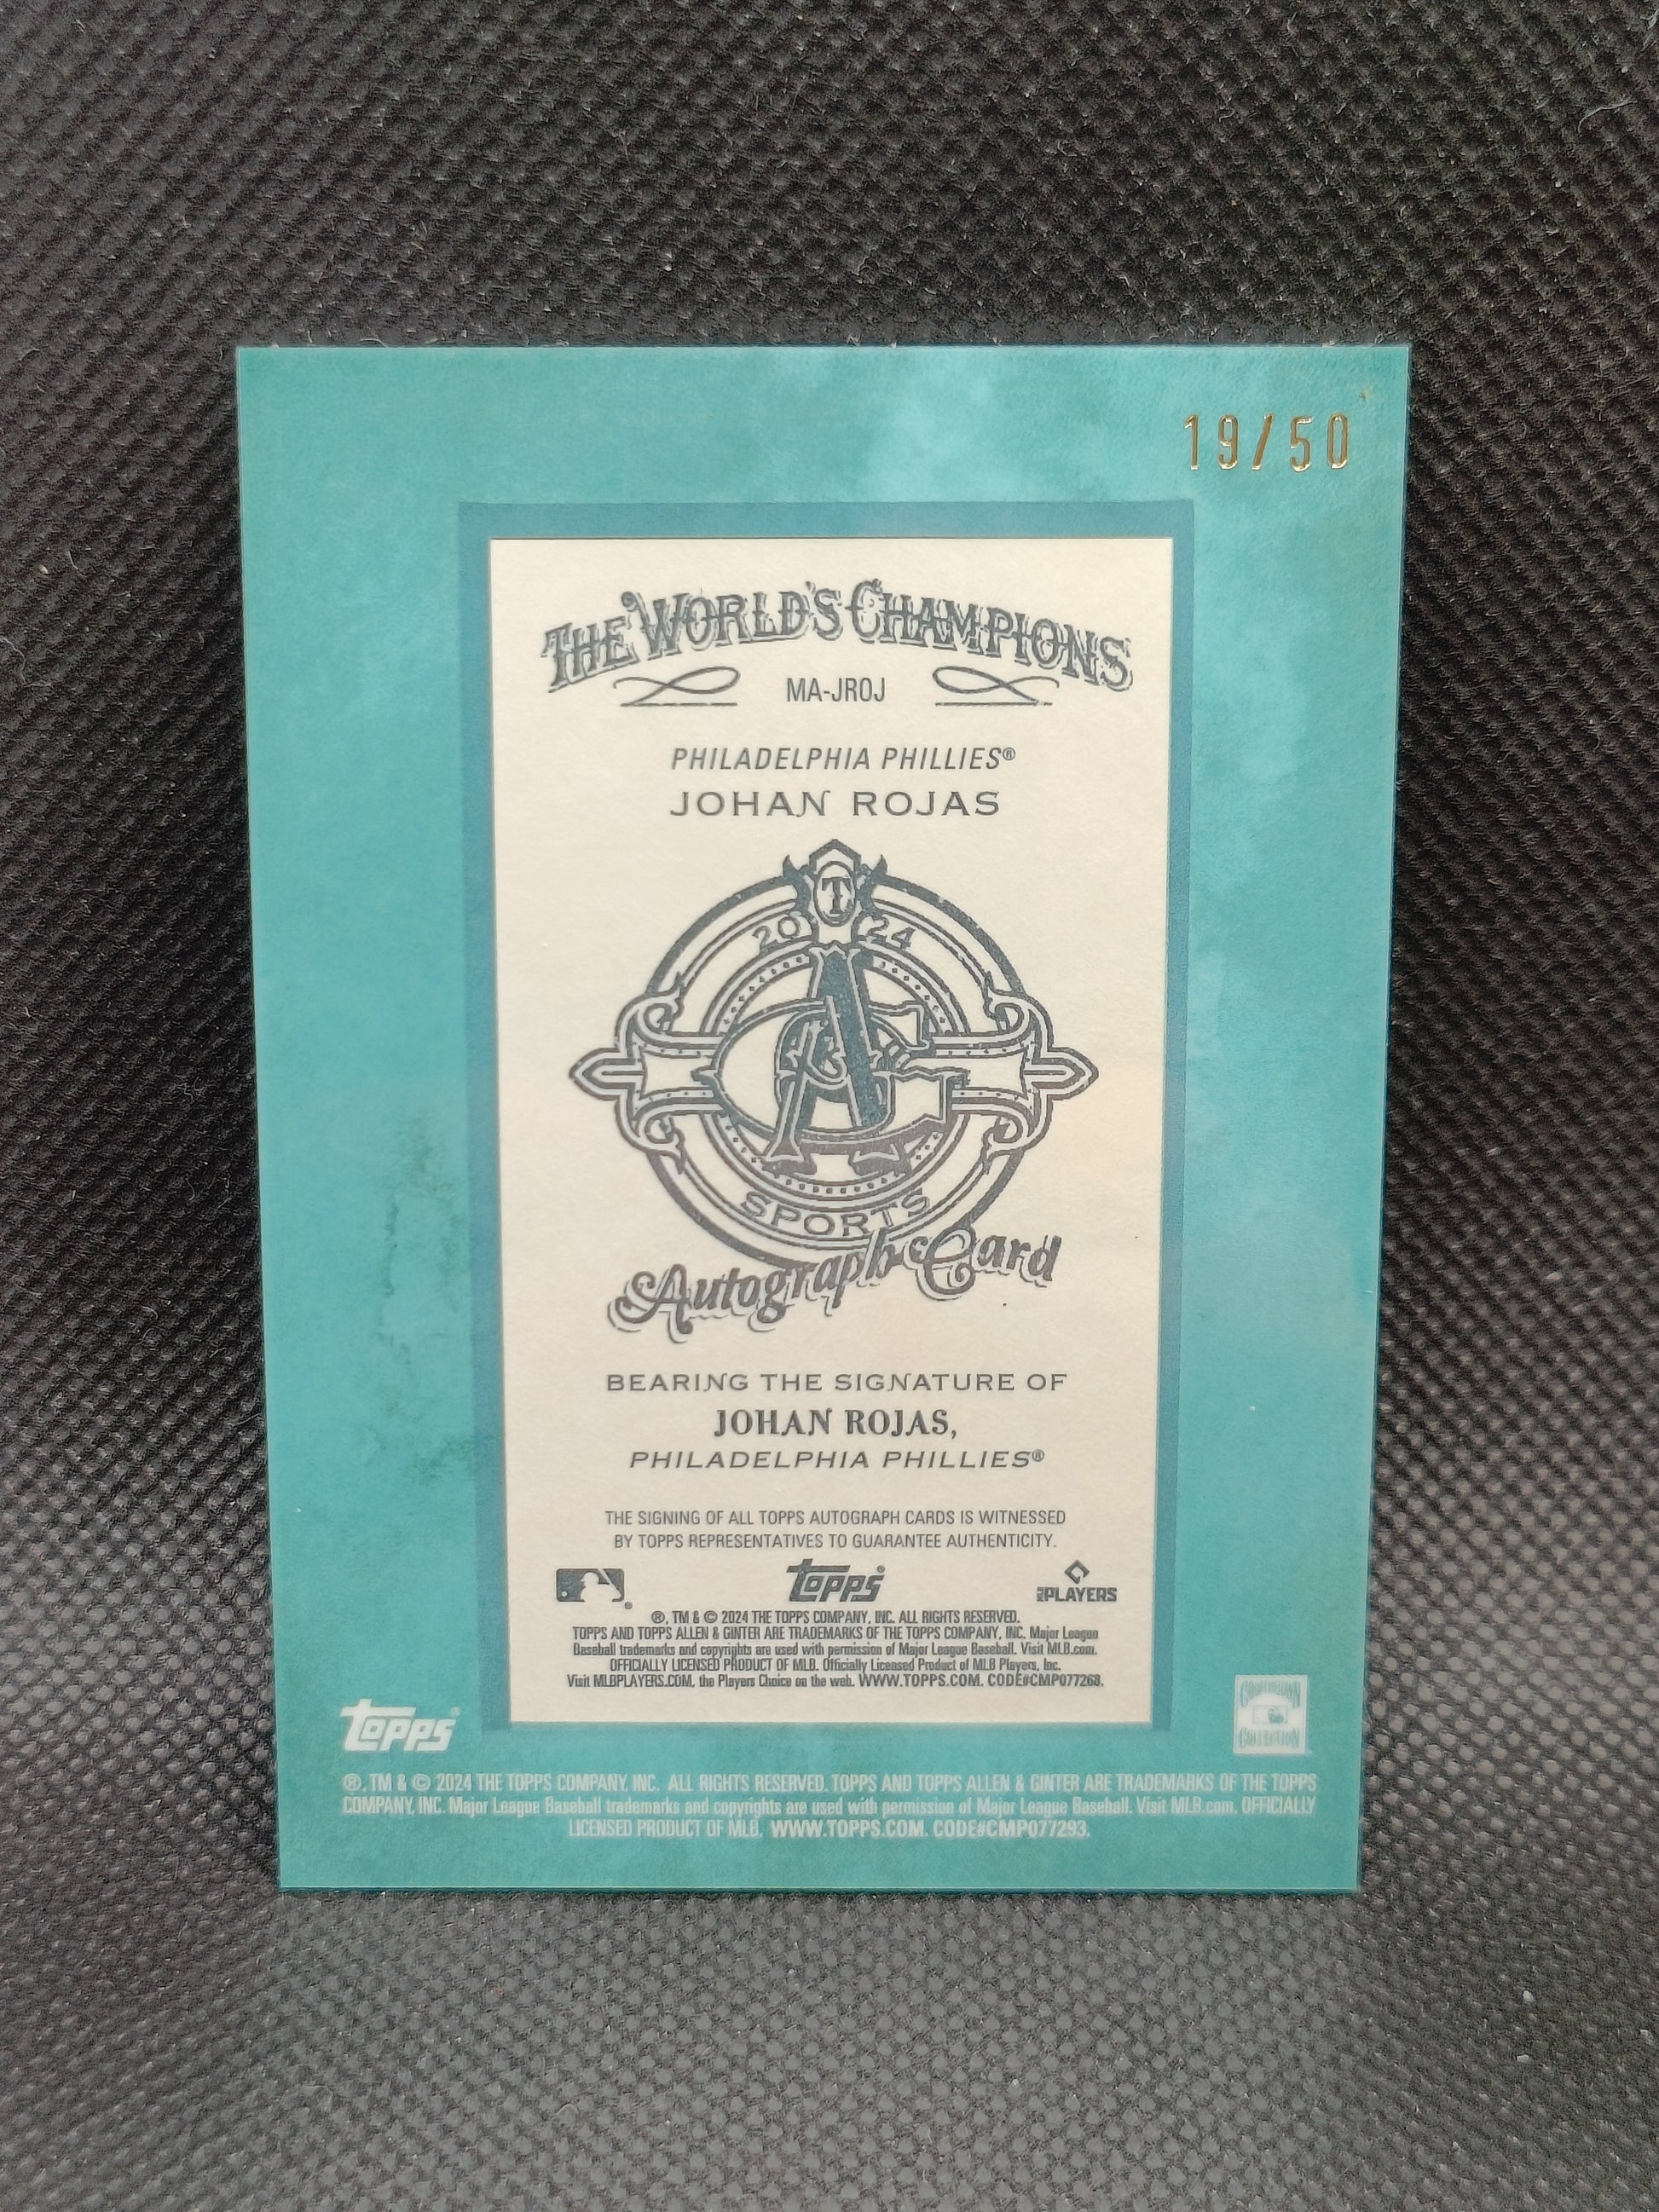 19/50
THE WORLD'S CHAMPIONS
MA-JROJ
PHILADELPHIA PHILLIES®
JOHAN ROJAS
T
20 24
A&G
SPORTS
Autograph Card
BEARING THE SIGNATURE OF
JOHAN ROJAS,
PHILADELPHIA PHILLIES®
THE SIGNING OF ALL TOPPS AUTOGRAPH CARDS IS WITNESSED
BY TOPPS REPRESENTATIVES TO GUARANTEE AUTHENTICITY.
® topps PLAYERS
®, TM & © 2024 THE TOPPS COMPANY, INC. ALL RIGHTS RESERVED.
TOPPS AND TOPPS ALLEN & GINTER ARE TRADEMARKS OF THE TOPPS COMPANY, INC. Major League
Baseball trademarks and copyrights are used with permission of Major League Baseball. Visit MLB.com.
OFFICIALLY LICENSED PRODUCT OF MLB. Officially Licensed Product of MLB Players, Inc.
Visit MLBPLAYERS.COM, the Players Choice on the web. WWW.TOPPS.COM. CODE#CMP077268.
topps®
COOPERSTOWN
COLLECTION
®, TM & © 2024 THE TOPPS COMPANY, INC. ALL RIGHTS RESERVED. TOPPS AND TOPPS ALLEN & GINTER ARE TRADEMARKS OF THE TOPPS
COMPANY, INC. Major League Baseball trademarks and copyrights are used with permission of Major League Baseball. Visit MLB.com. OFFICIALLY
LICENSED PRODUCT OF MLB. WWW.TOPPS.COM. CODE#CMP077293.